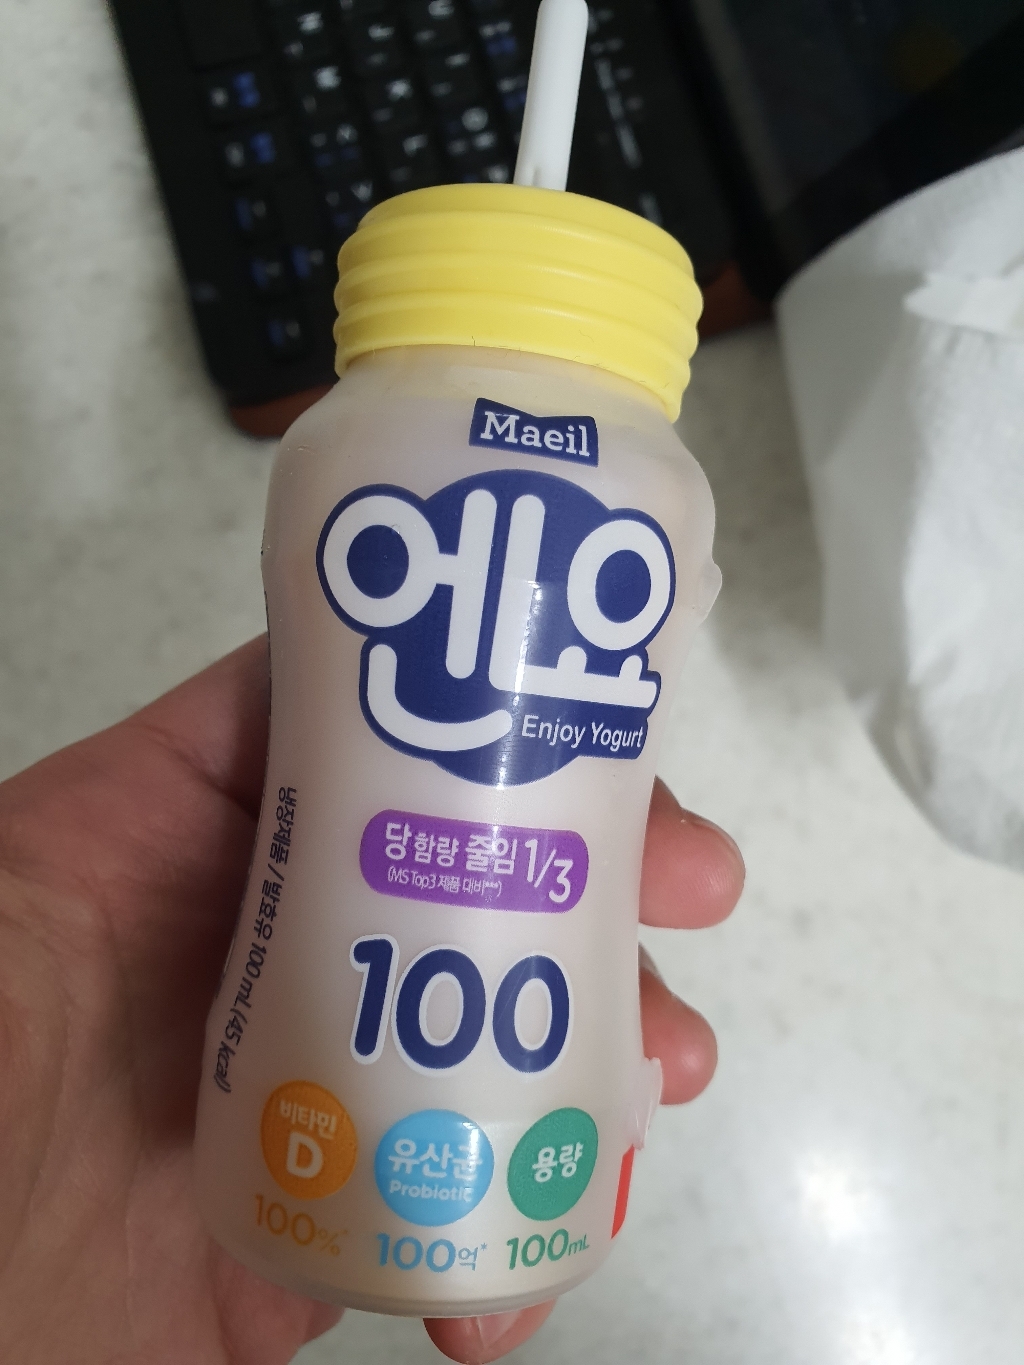 Maeil
엔요
Enjoy Yogurt
당 함량 줄임 1/3
(MS Top3 제품 대비***)
100
비타민
D
100%*
유산균
Probiotic
100억*
용량
100mL
냉장제품 / 발효유 100 mL (45 kcal)